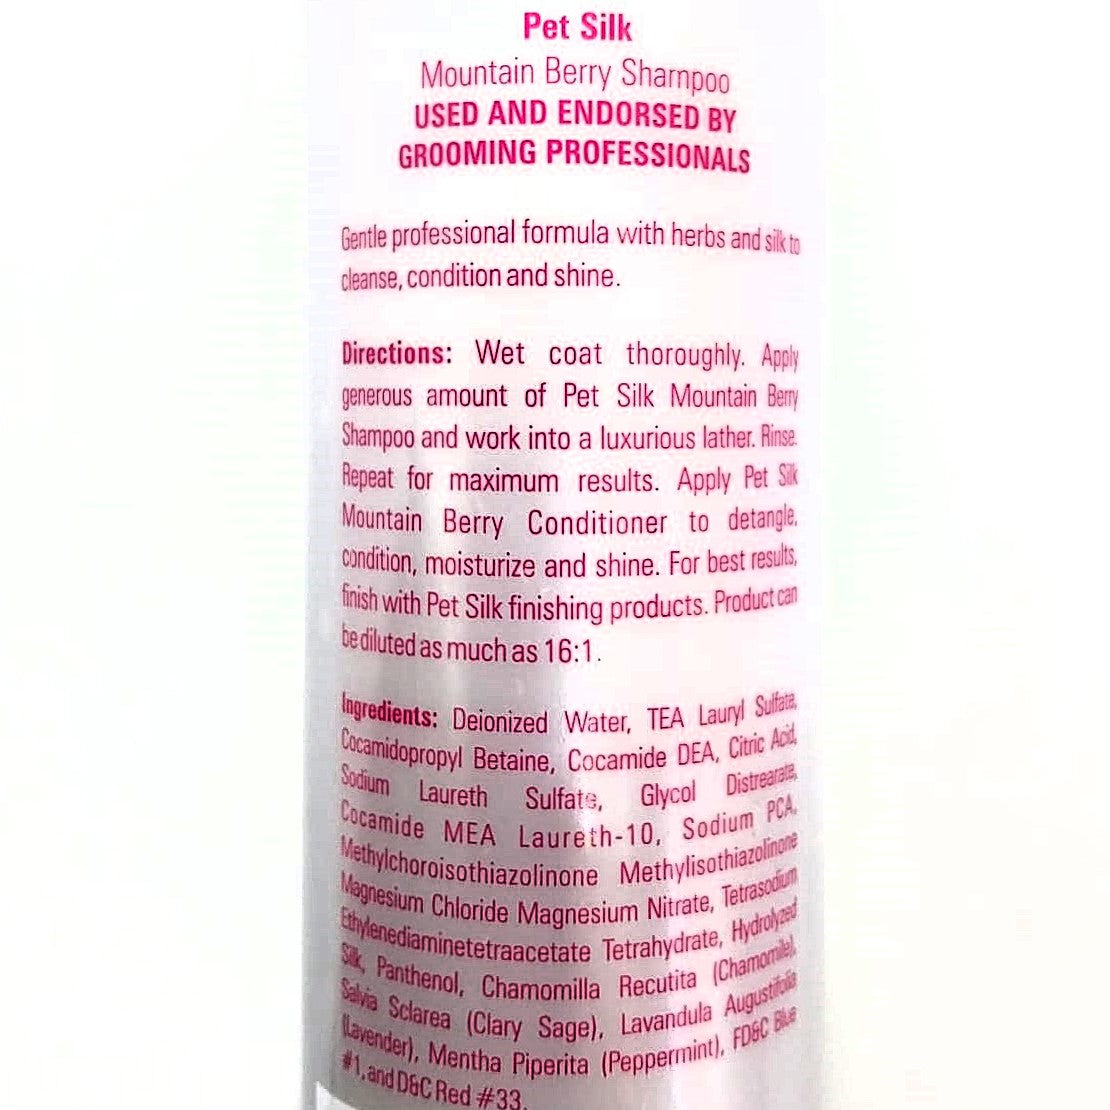 Pet Silk
Mountain Berry Shampoo
USED AND ENDORSED BY
GROOMING PROFESSIONALS
Gentle professional formula with herbs and silk to
cleanse, condition and shine.
Directions: Wet coat thoroughly. Apply
generous amount of Pet Silk Mountain Berry
Shampoo and work into a luxurious lather. Rinse.
Repeat for maximum results. Apply Pet Silk
Mountain Berry Conditioner to detangle,
condition, moisturize and shine. For best results,
finish with Pet Silk finishing products. Product can
be diluted as much as 16:1.
Ingredients: Deionized Water, TEA Lauryl Sulfate,
Cocamidopropyl Betaine, Cocamide DEA, Citric Acid,
Sodium Laureth Sulfate, Glycol Distrearate,
Cocamide MEA Laureth-10, Sodium PCA,
Methylchoroisothiazolinone Methylisothiazolinone
Magnesium Chloride Magnesium Nitrate, Tetrasodium
Ethylenediaminetetraacetate Tetrahydrate, Hydrolyzed
Silk, Panthenol, Chamomilla Recutita (Chamomile),
Salvia Sclarea (Clary Sage), Lavandula Augustifolia
(Lavender), Mentha Piperita (Peppermint), FD&C Blue
#1, and D&C Red #33.